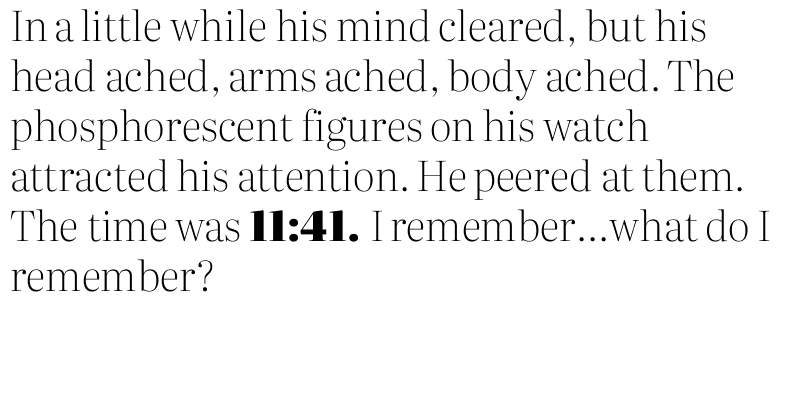 In a little while his mind cleared, but his
head ached, arms ached, body ached. The
phosphorescent figures on his watch
attracted his attention. He peered at them.
The time was 11:41. I remember...what do I
remember?